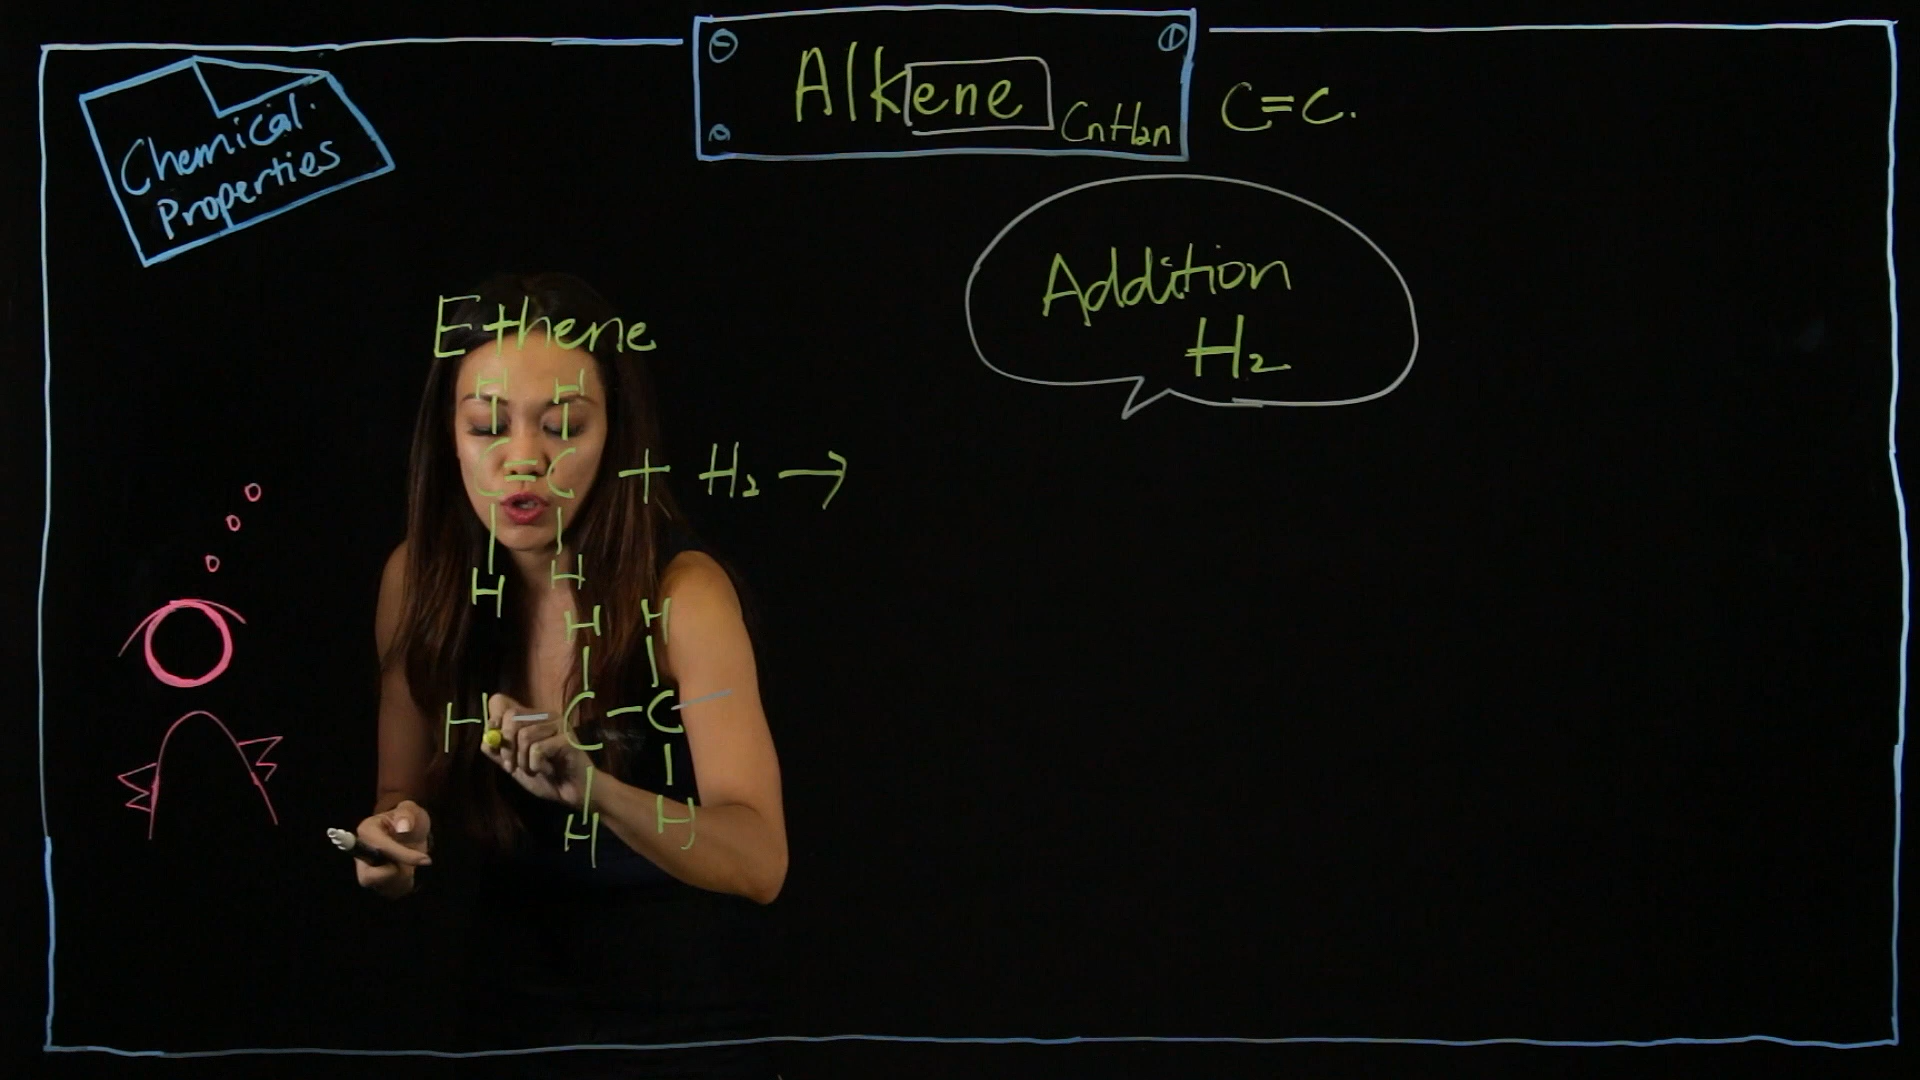 Chemical
Properties
Alkene
CnH2n
C=C.
Addition
H2
Ethene
H H
C=C + H2 →
H H
H H
H-C-C-
H H